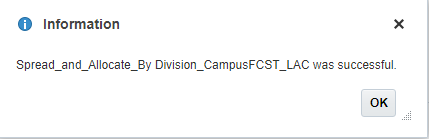 Information
Spread_and_Allocate_By Division_CampusFCST_LAC was successful.
OK